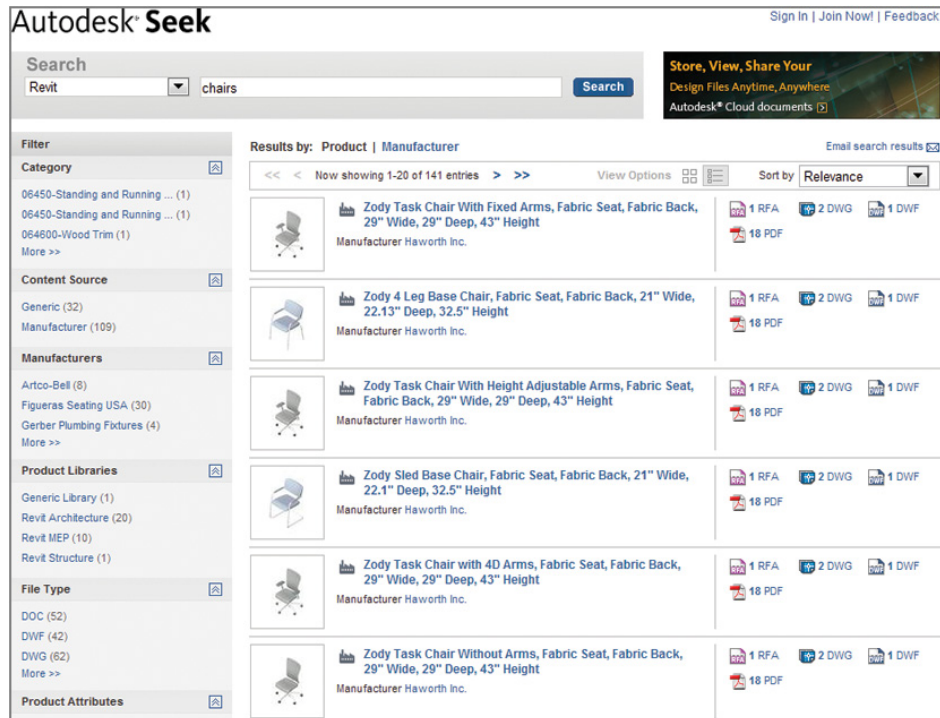 Autodesk® Seek
Sign In | Join Now! | Feedback
Search
Revit
chairs
Search
Store, View, Share Your
Design Files Anytime, Anywhere
Autodesk® Cloud documents
Filter
Category
06450-Standing and Running ... (1)
06450-Standing and Running ... (1)
064600-Wood Trim (1)
More >>
Content Source
Generic (32)
Manufacturer (109)
Manufacturers
Artco-Bell (8)
Figueras Seating USA (30)
Gerber Plumbing Fixtures (4)
More >>
Product Libraries
Generic Library (1)
Revit Architecture (20)
Revit MEP (10)
Revit Structure (1)
File Type
DOC (52)
DWF (42)
DWG (62)
More >>
Product Attributes
Results by: Product | Manufacturer
Email search results
<< < Now showing 1-20 of 141 entries > >>
View Options
Sort by Relevance
Zody Task Chair With Fixed Arms, Fabric Seat, Fabric Back,
29" Wide, 29" Deep, 43" Height
Manufacturer Haworth Inc.
1 RFA 2 DWG 1 DWF
18 PDF
Zody 4 Leg Base Chair, Fabric Seat, Fabric Back, 21" Wide,
22.13" Deep, 32.5" Height
Manufacturer Haworth Inc.
1 RFA 2 DWG 1 DWF
18 PDF
Zody Task Chair With Height Adjustable Arms, Fabric Seat,
Fabric Back, 29" Wide, 29" Deep, 43" Height
Manufacturer Haworth Inc.
1 RFA 2 DWG 1 DWF
18 PDF
Zody Sled Base Chair, Fabric Seat, Fabric Back, 21" Wide,
22.1" Deep, 32.5" Height
Manufacturer Haworth Inc.
1 RFA 2 DWG 1 DWF
18 PDF
Zody Task Chair with 4D Arms, Fabric Seat, Fabric Back,
29" Wide, 29" Deep, 43" Height
Manufacturer Haworth Inc.
1 RFA 2 DWG 1 DWF
18 PDF
Zody Task Chair Without Arms, Fabric Seat, Fabric Back,
29" Wide, 29" Deep, 43" Height
Manufacturer Haworth Inc.
1 RFA 2 DWG 1 DWF
18 PDF